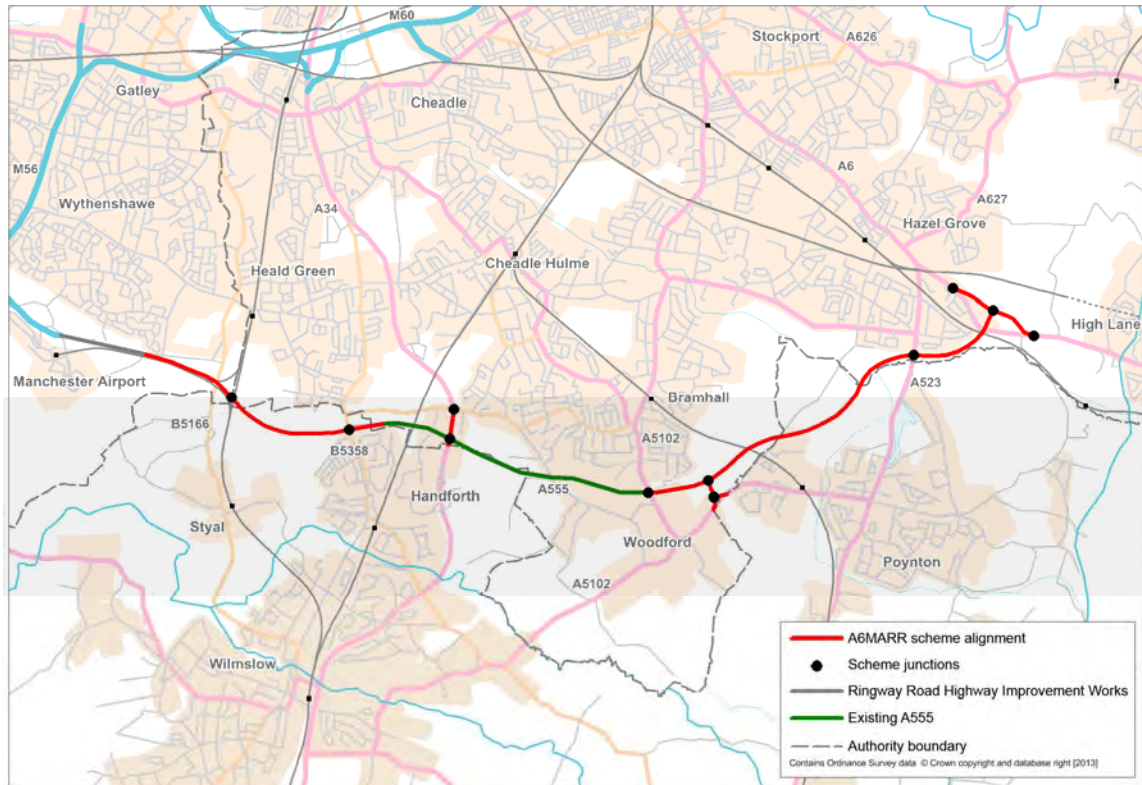 M60
Stockport
A626
Gatley
Cheadle
M56
A6
Wythenshawe
A627
A34
Hazel Grove
Heald Green
Cheadle Hulme
High Lane
Manchester Airport
A523
Bramhall
B5166
A5102
B5358
Handforth
A555
Styal
Woodford
Poynton
A5102
Wilmslow
A6MARR scheme alignment
Scheme junctions
Ringway Road Highway Improvement Works
Existing A555
Authority boundary
Contains Ordnance Survey data © Crown copyright and database right [2013]